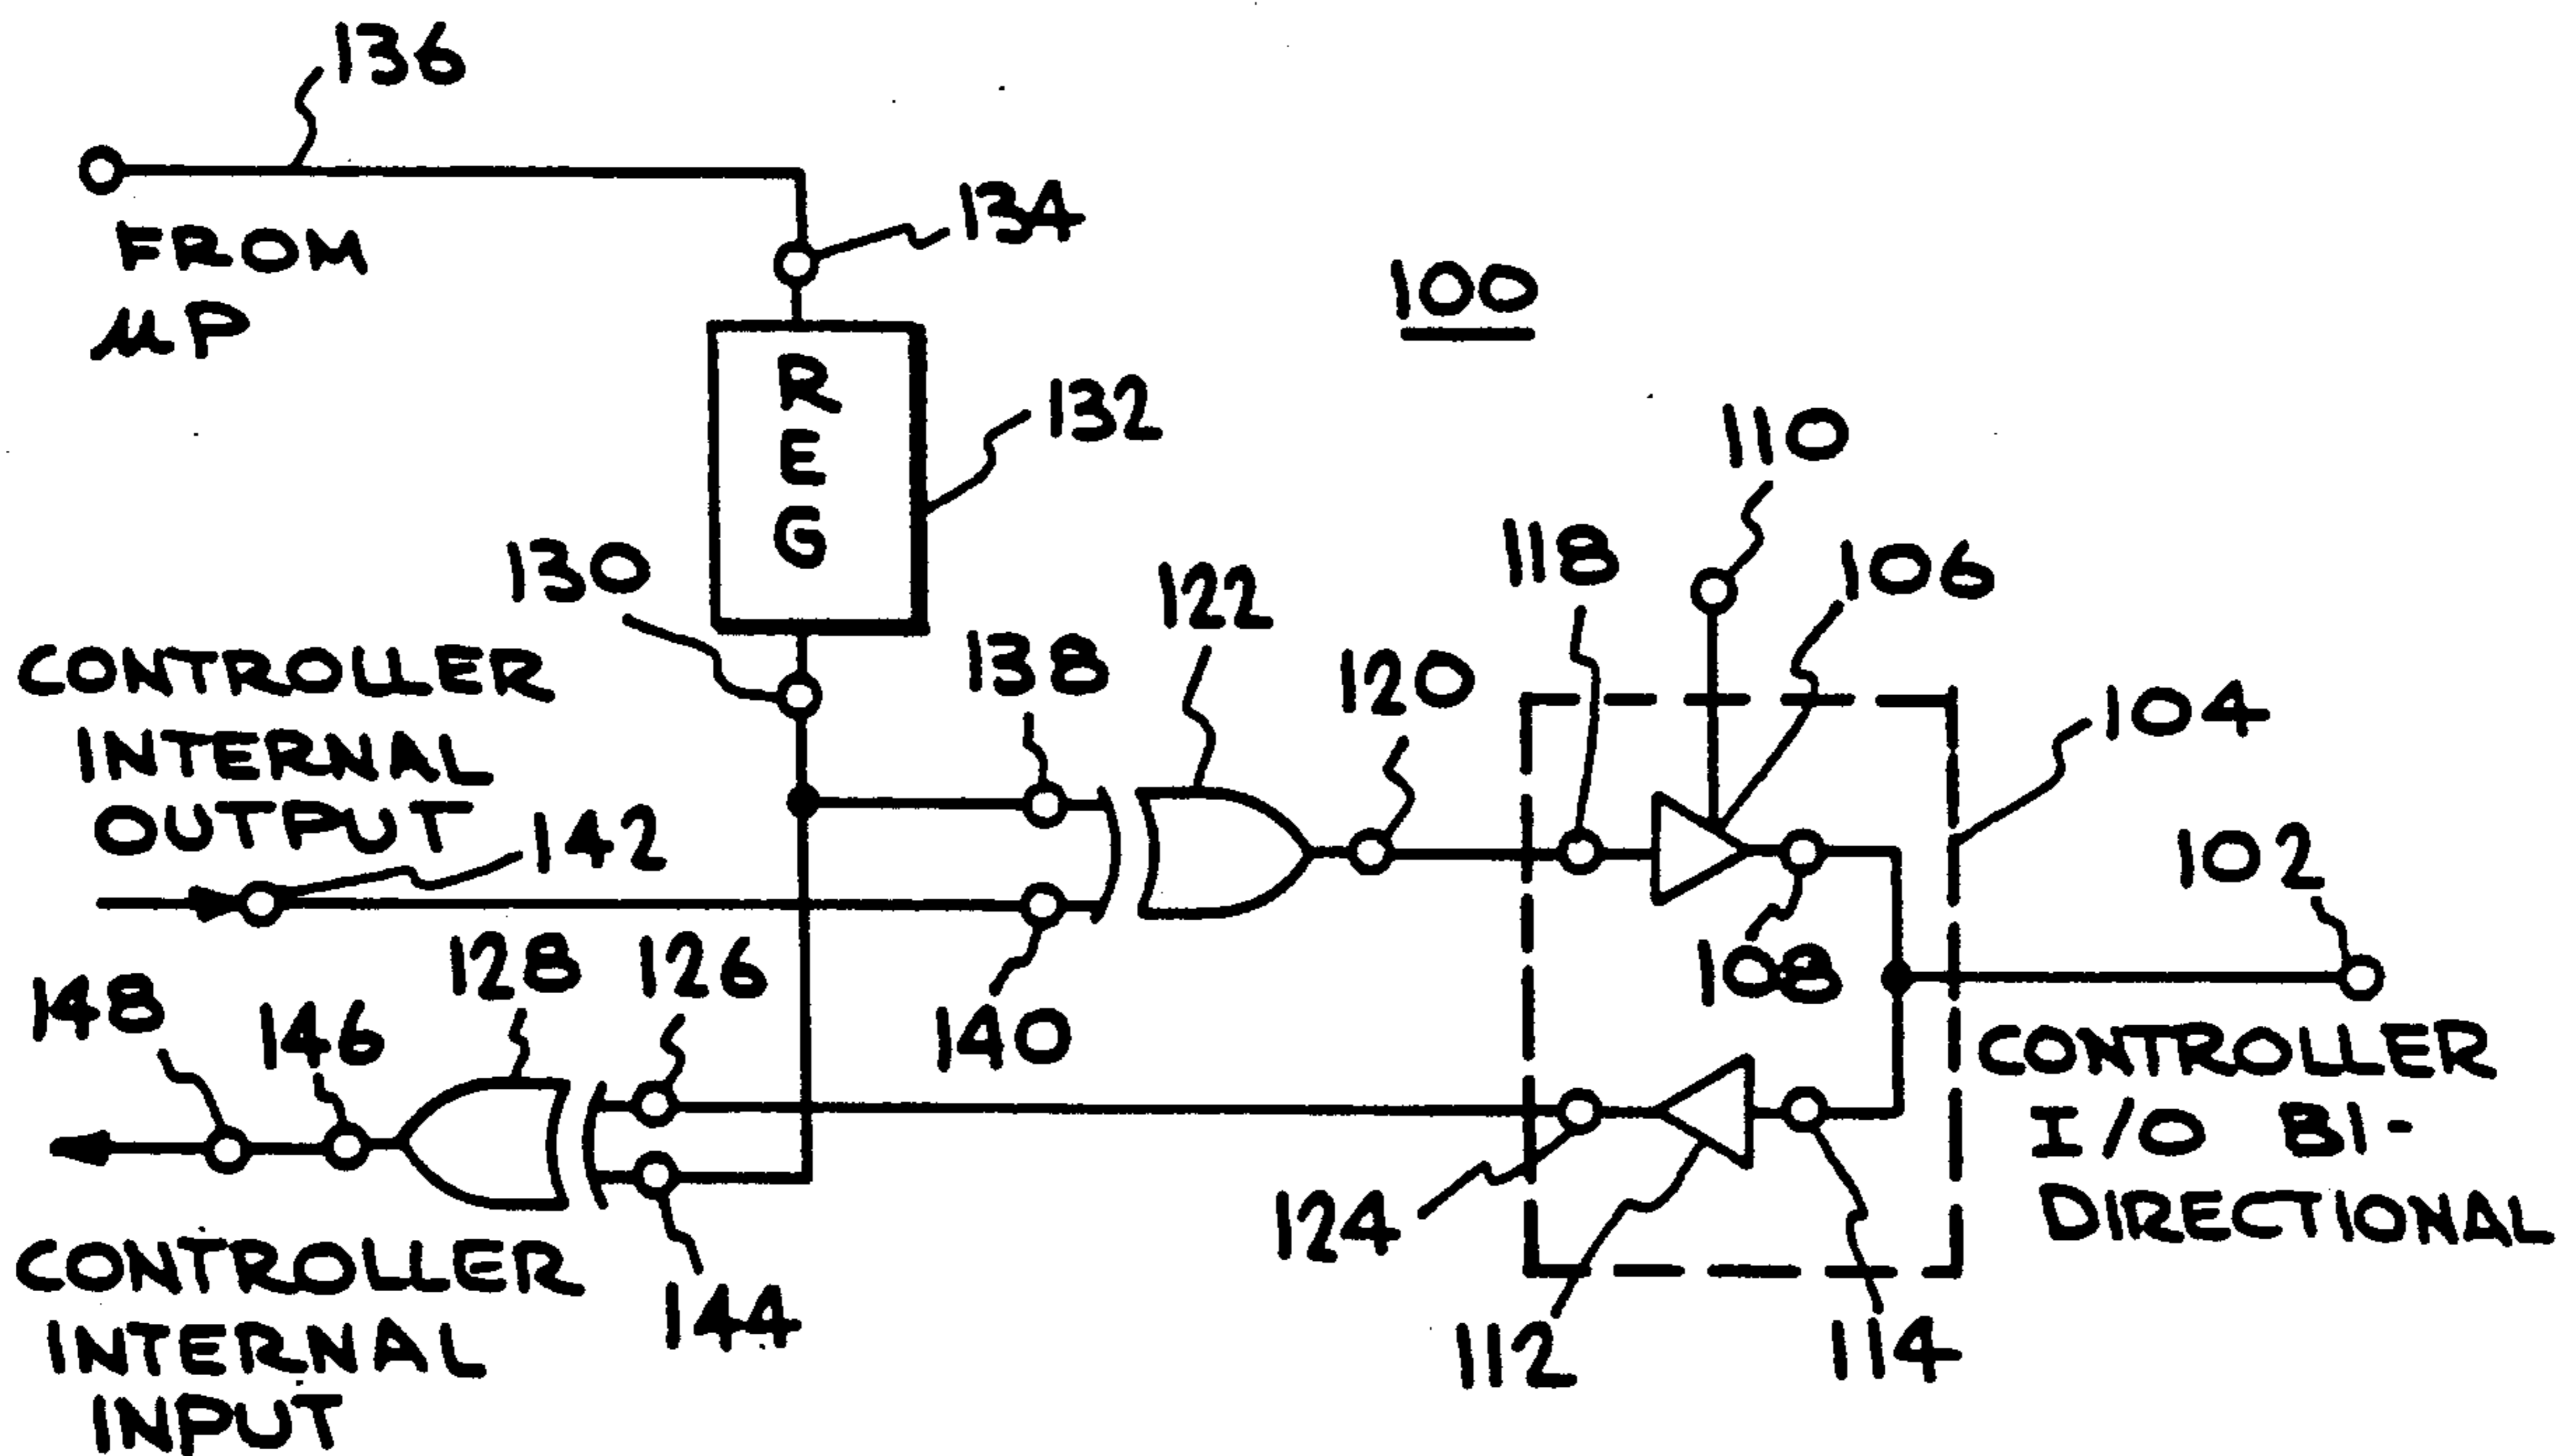 136
FROM
μP
134
100
R
E
G
132
110
130
118
106
122
CONTROLLER
INTERNAL
OUTPUT
138
120
104
142
102
148
146
128
126
140
108
CONTROLLER
I/O BI-
DIRECTIONAL
124
144
112
114
CONTROLLER
INTERNAL
INPUT